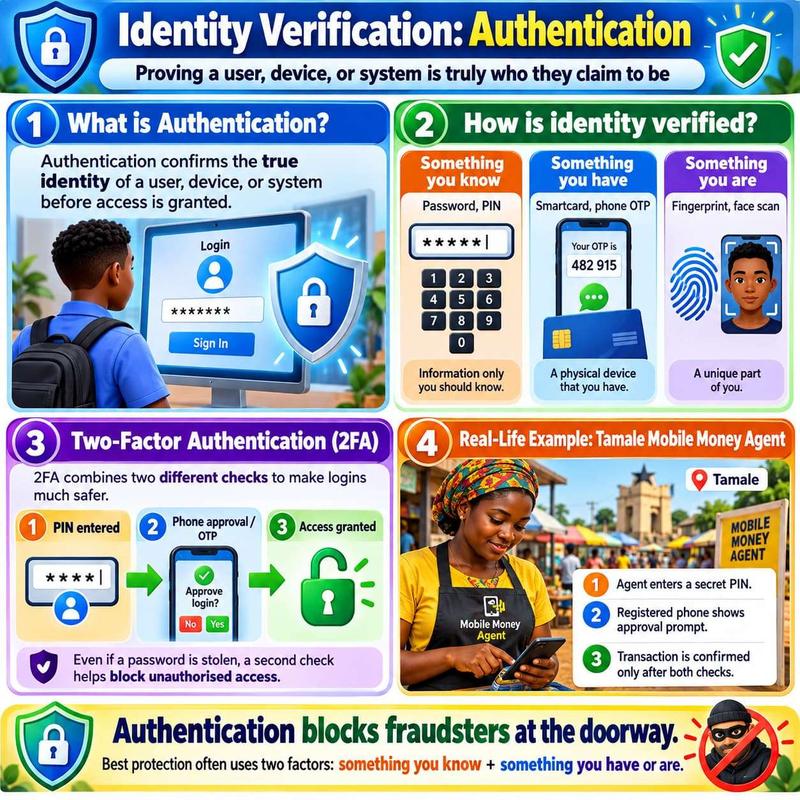 Identity Verification: Authentication
Proving a user, device, or system is truly who they claim to be
1 What is Authentication?
Authentication confirms the true
identity of a user, device, or system
before access is granted.
Login
*******
Sign In
2 How is identity verified?
Something
you know
Password, PIN
*****|
1 2 3
4 5 6
7 8 9
0
Information only
you should know.
Something
you have
Smartcard, phone OTP
Your OTP is
482 915
A physical device
that you have.
Something
you are
Fingerprint, face scan
A unique part
of you.
3 Two-Factor Authentication (2FA)
2FA combines two different checks to make logins
much safer.
1 PIN entered
****|
2 Phone approval /
OTP
Approve
login?
No Yes
3 Access granted
Even if a password is stolen, a second check
helps block unauthorised access.
4 Real-Life Example: Tamale Mobile Money Agent
Tamale
MOBILE
MONEY
AGENT
Mobile Money
Agent
1 Agent enters a secret PIN.
2 Registered phone shows
approval prompt.
3 Transaction is confirmed
only after both checks.
Authentication blocks fraudsters at the doorway.
Best protection often uses two factors: something you know + something you have or are.